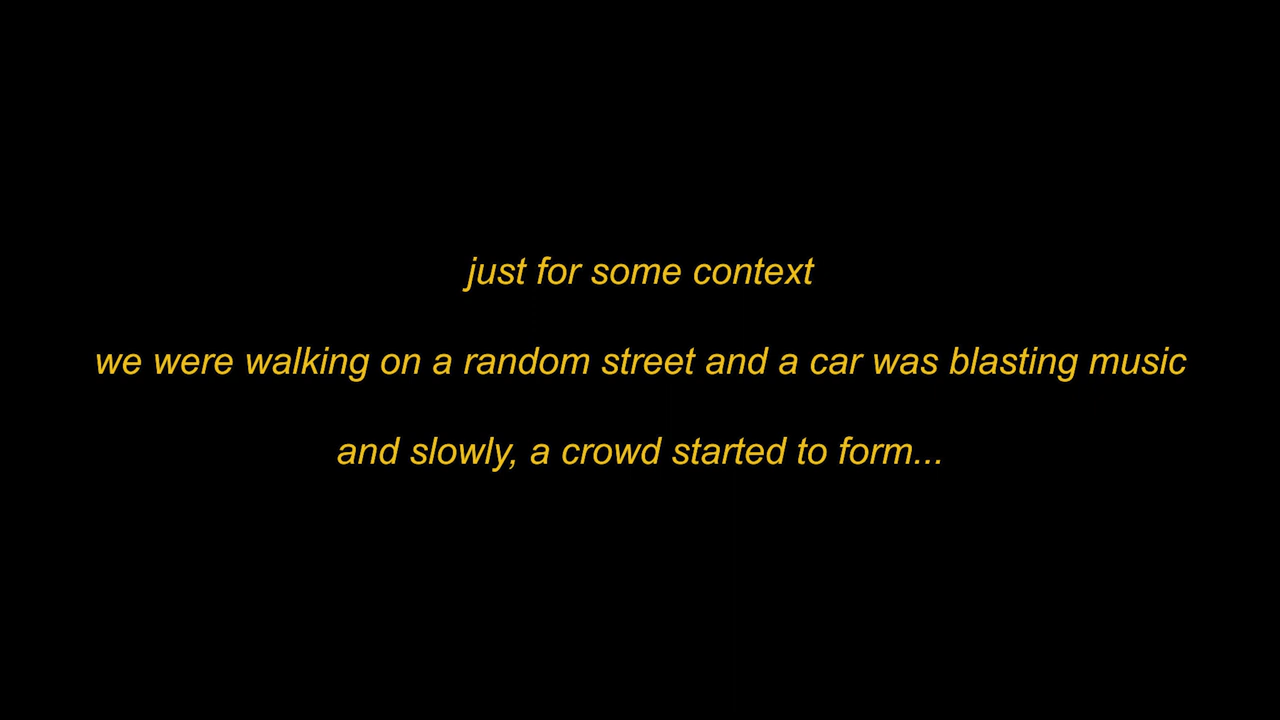 just for some context
we were walking on a random street and a car was blasting music
and slowly, a crowd started to form...